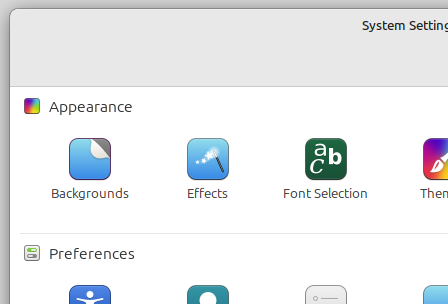 System Setting
Appearance
Backgrounds Effects Font Selection Them
Preferences